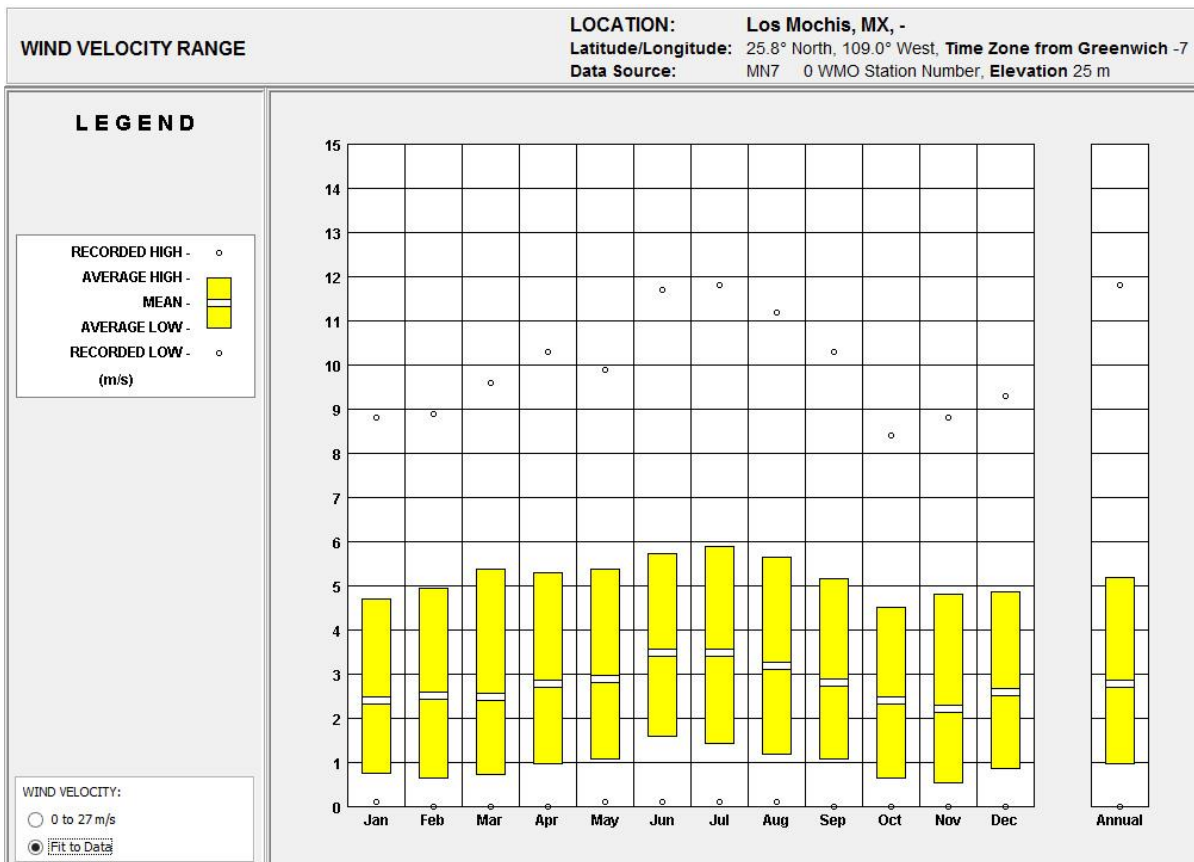 WIND VELOCITY RANGE
LOCATION: Los Mochis, MX, -
Latitude/Longitude: 25.8° North, 109.0° West, Time Zone from Greenwich -7
Data Source: MN7 0 WMO Station Number, Elevation 25 m
LEGEND
RECORDED HIGH -
AVERAGE HIGH -
MEAN -
AVERAGE LOW -
RECORDED LOW -
(m/s)
WIND VELOCITY:
0 to 27 m/s
Fit to Data
15
14
13
12
11
10
9
8
7
6
5
4
3
2
1
0
Jan Feb Mar Apr May Jun Jul Aug Sep Oct Nov Dec Annual